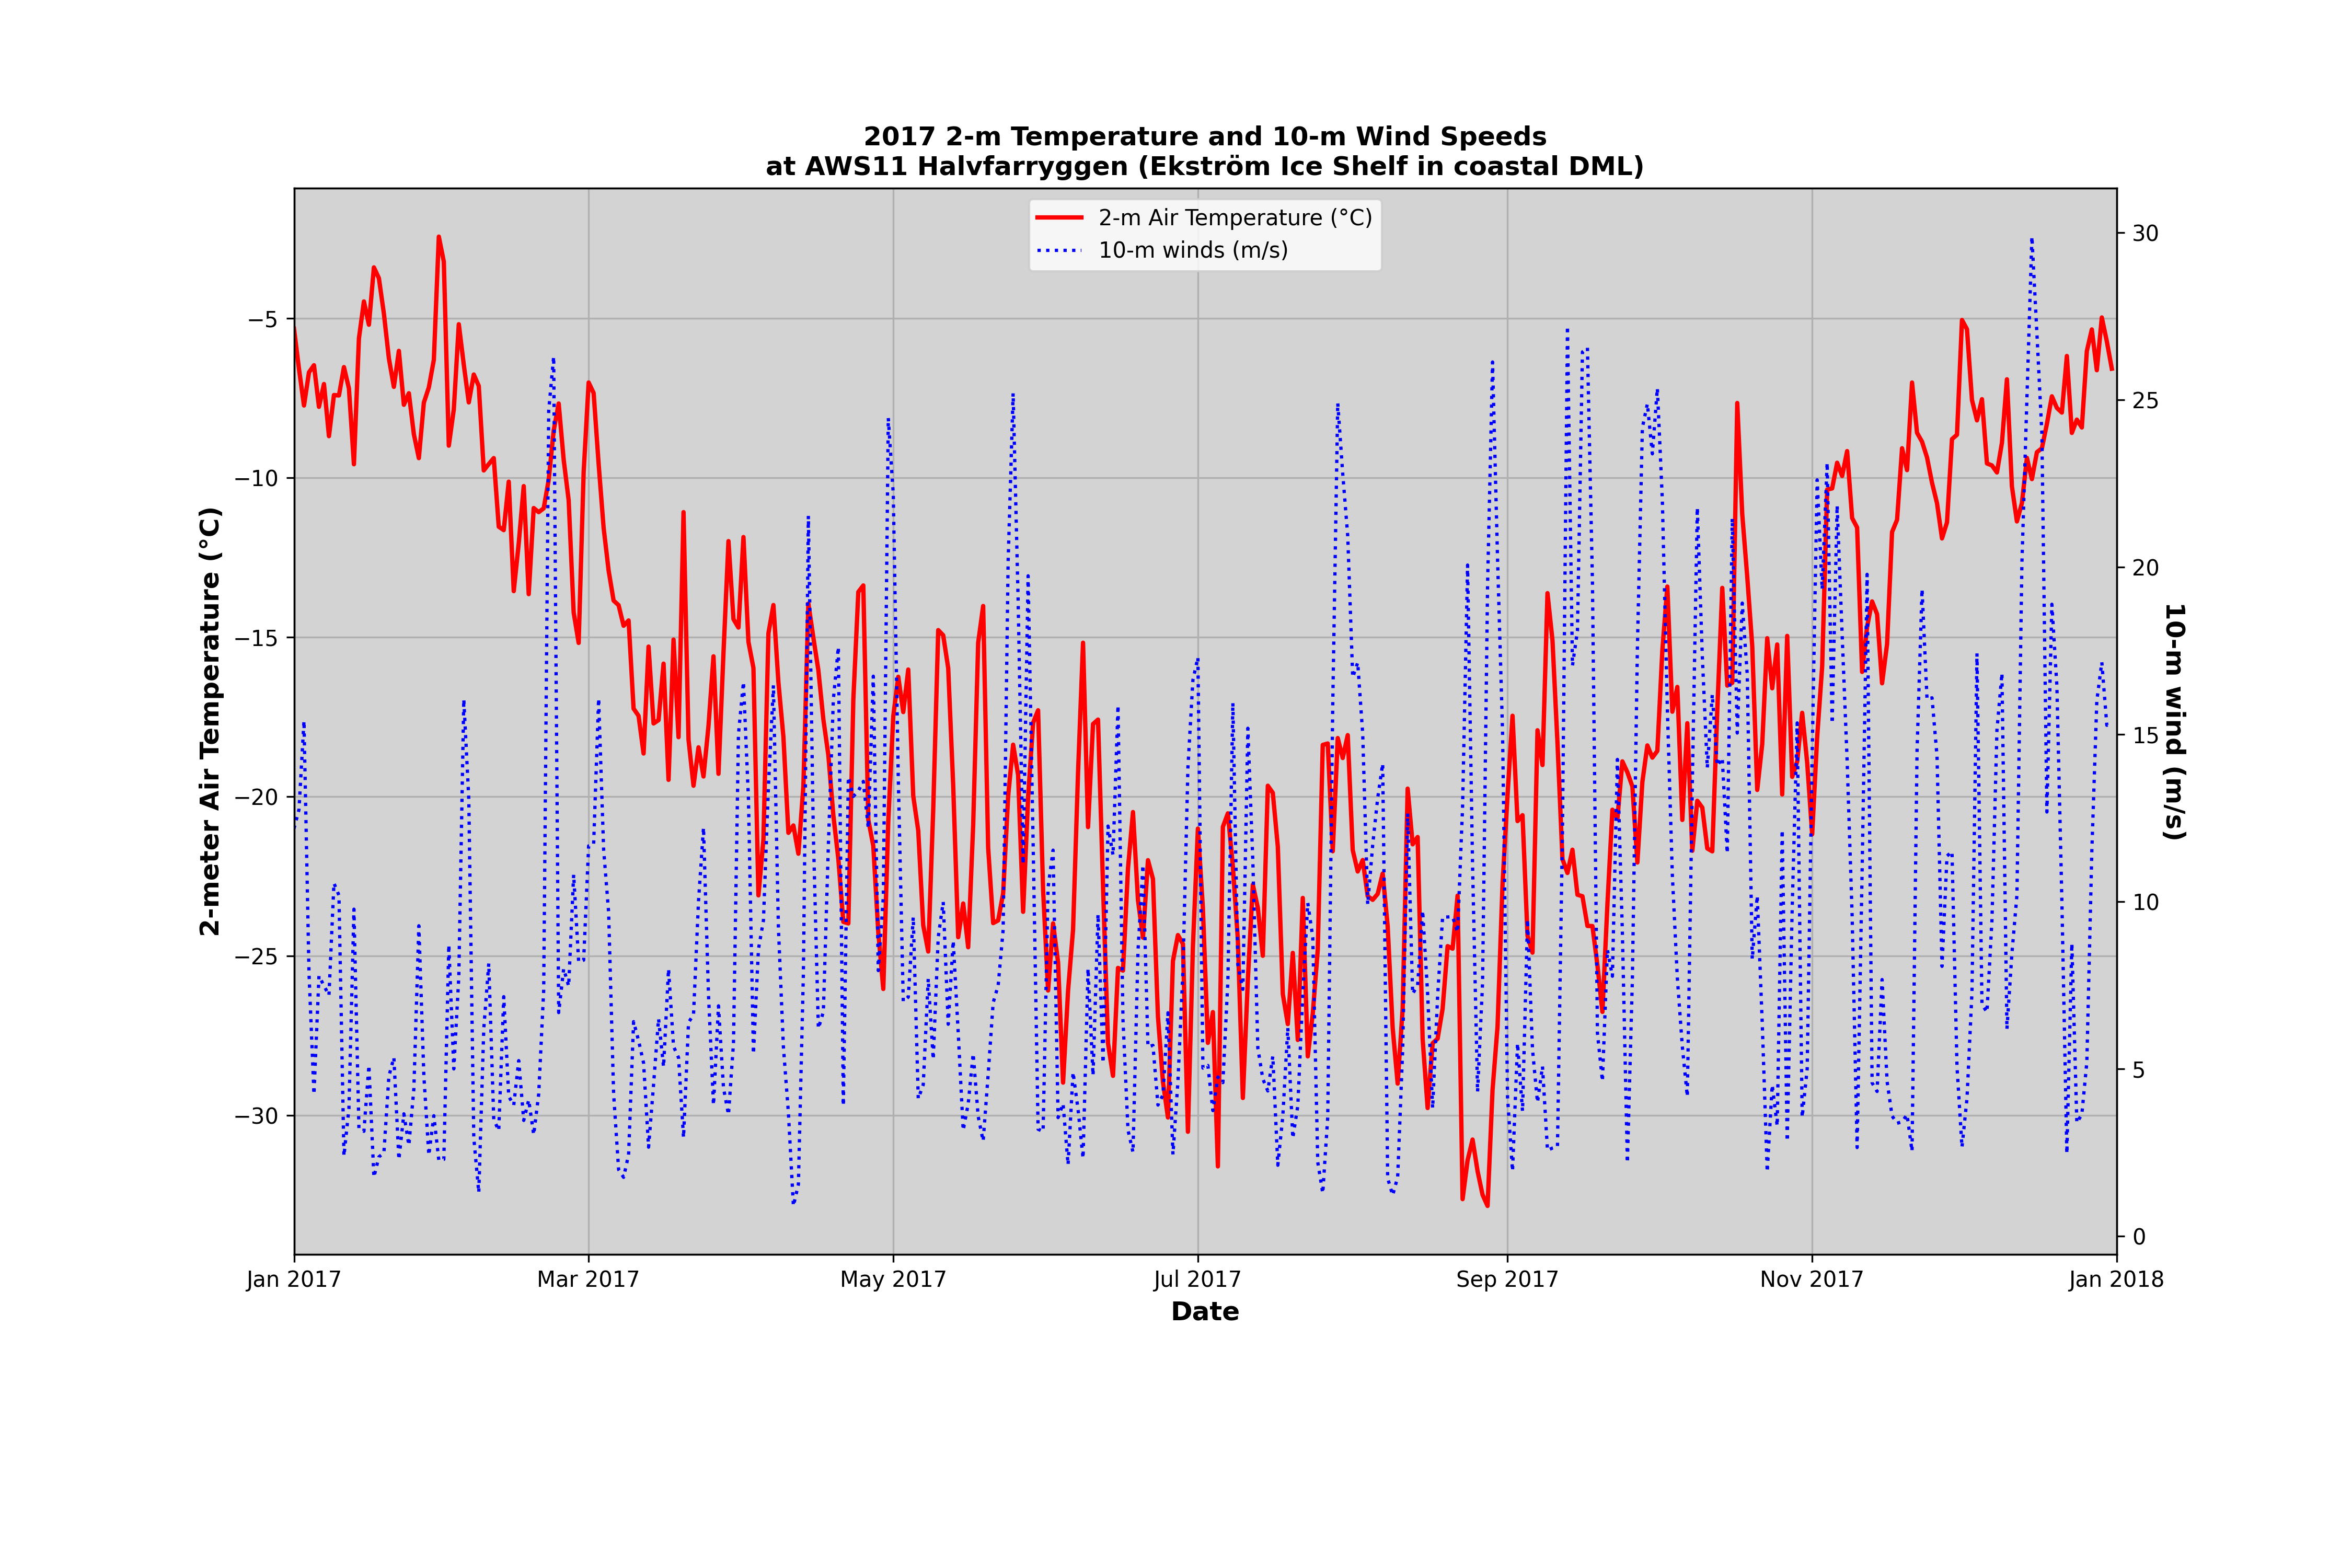 2017 2-m Temperature and 10-m Wind Speeds
at AWS11 Halvfarryggen (Ekström Ice Shelf in coastal DML)
2-m Air Temperature (°C)
10-m winds (m/s)
2-meter Air Temperature (°C)
−5
−10
−15
−20
−25
−30
30
25
20
15
10
5
0
10-m wind (m/s)
Jan 2017
Mar 2017
May 2017
Jul 2017
Sep 2017
Nov 2017
Jan 2018
Date